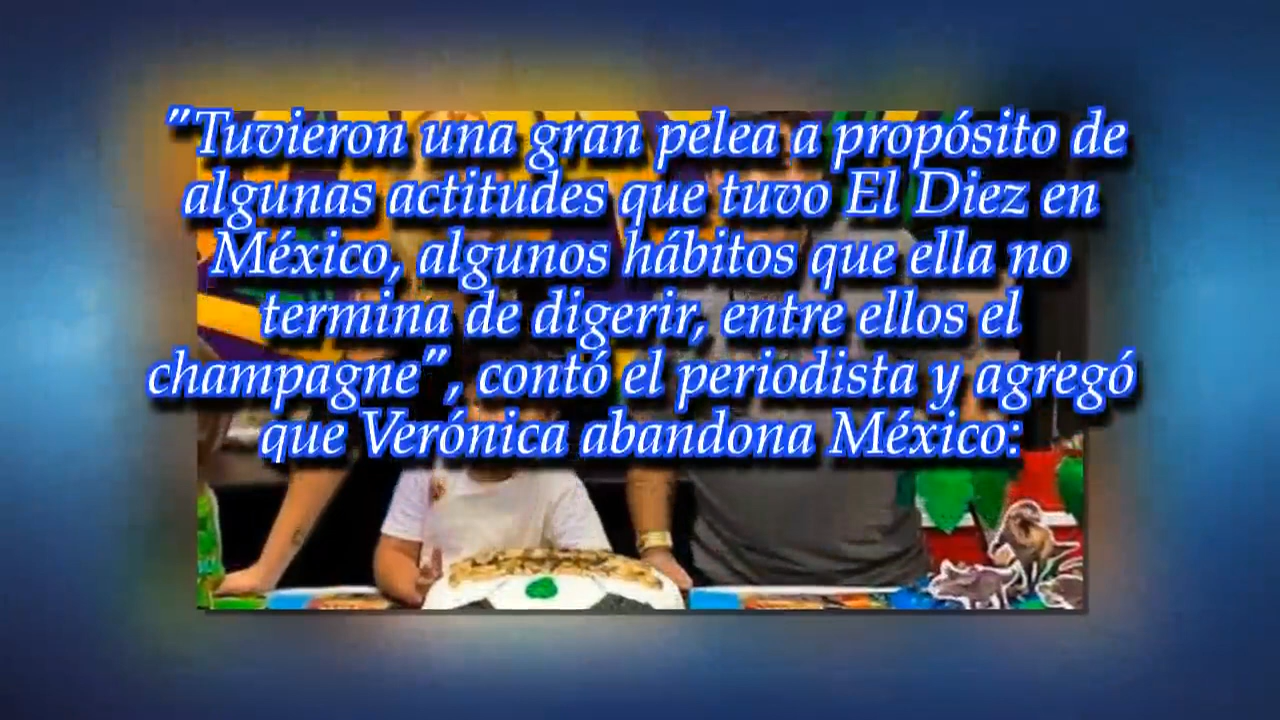 "Tuvieron una gran pelea a propósito de
algunas actitudes que tuvo El Diez en
México, algunos hábitos que ella no
termina de digerir, entre ellos el
champagne", contó el periodista y agregó
que Verónica abandona México: